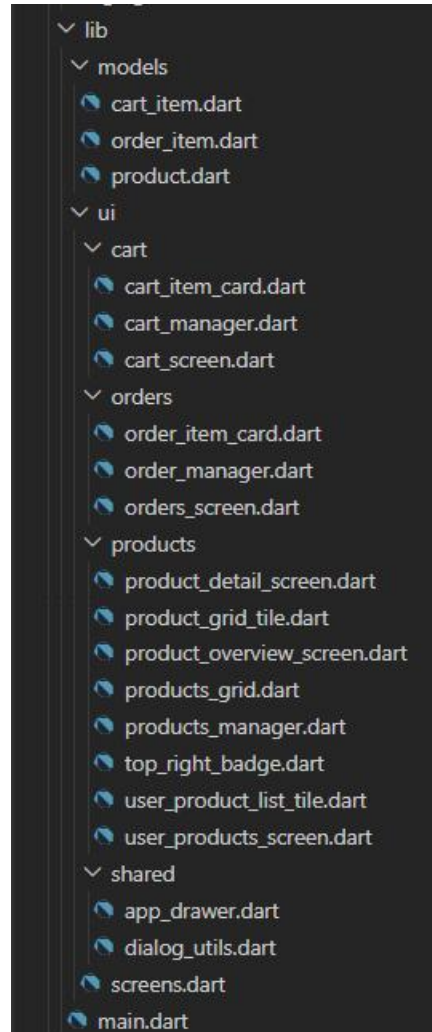 lib
models
cart_item.dart
order_item.dart
product.dart
ui
cart
cart_item_card.dart
cart_manager.dart
cart_screen.dart
orders
order_item_card.dart
order_manager.dart
orders_screen.dart
products
product_detail_screen.dart
product_grid_tile.dart
product_overview_screen.dart
products_grid.dart
products_manager.dart
top_right_badge.dart
user_product_list_tile.dart
user_products_screen.dart
shared
app_drawer.dart
dialog_utils.dart
screens.dart
main.dart